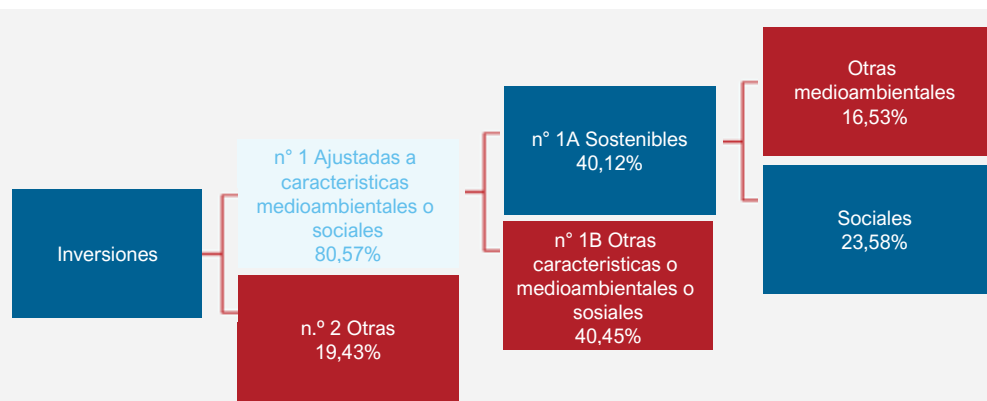 Inversiones
n° 1 Ajustadas a
caracteristicas
medioambientales o
sociales
80,57%
n.º 2 Otras
19,43%
n° 1A Sostenibles
40,12%
n° 1B Otras
caracteristicas o
medioambientales o
sosiales
40,45%
Otras
medioambientales
16,53%
Sociales
23,58%